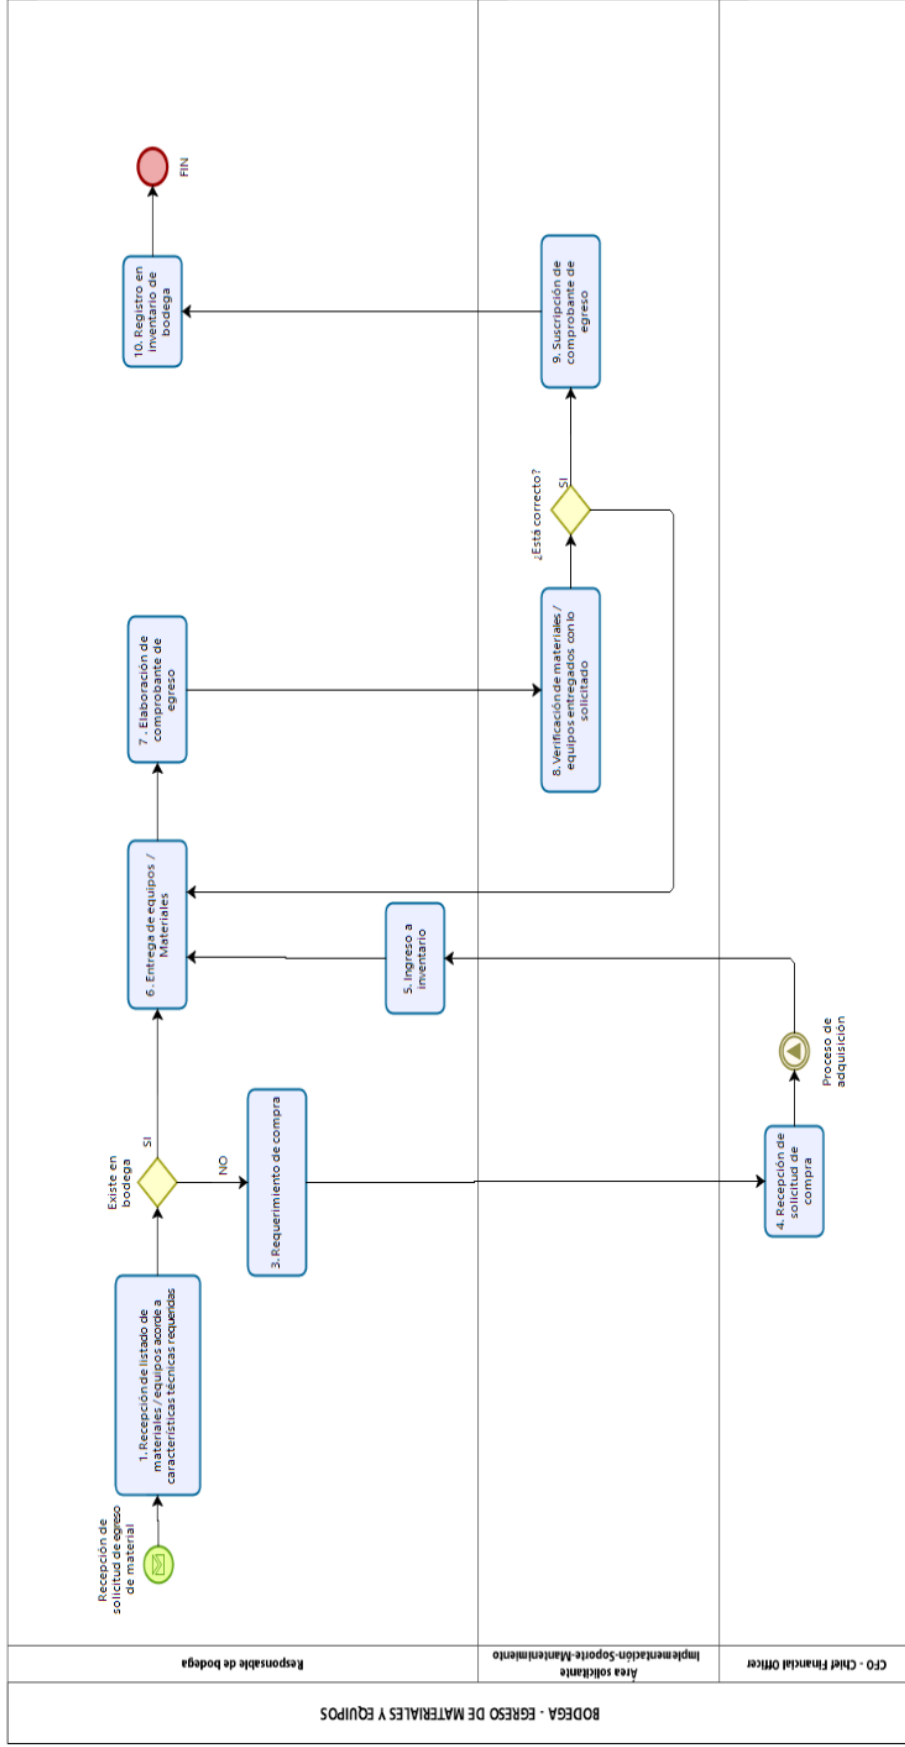 BODEGA - EGRESO DE MATERIALES Y EQUIPOS
Responsable de bodega
Área solicitante
Implementación-Soporte-Mantenimiento
CFO - Chief Financial Officer
Recepción de
solicitud de egreso
de material
1. Recepción de listado de
materiales / equipos acorde a
características técnicas requeridas
Existe en
bodega
SI
NO
3. Requerimiento de compra
4. Recepción de
solicitud de
compra
Proceso de
adquisición
5. Ingreso a
inventario
6. Entrega de equipos /
Materiales
7 . Elaboración de
comprobante de
egreso
8. Verificación de materiales /
equipos entregados con lo
solicitado
¿Está correcto?
SI
9. Suscripción de
comprobante de
egreso
10. Registro en
inventario de
bodega
FIN